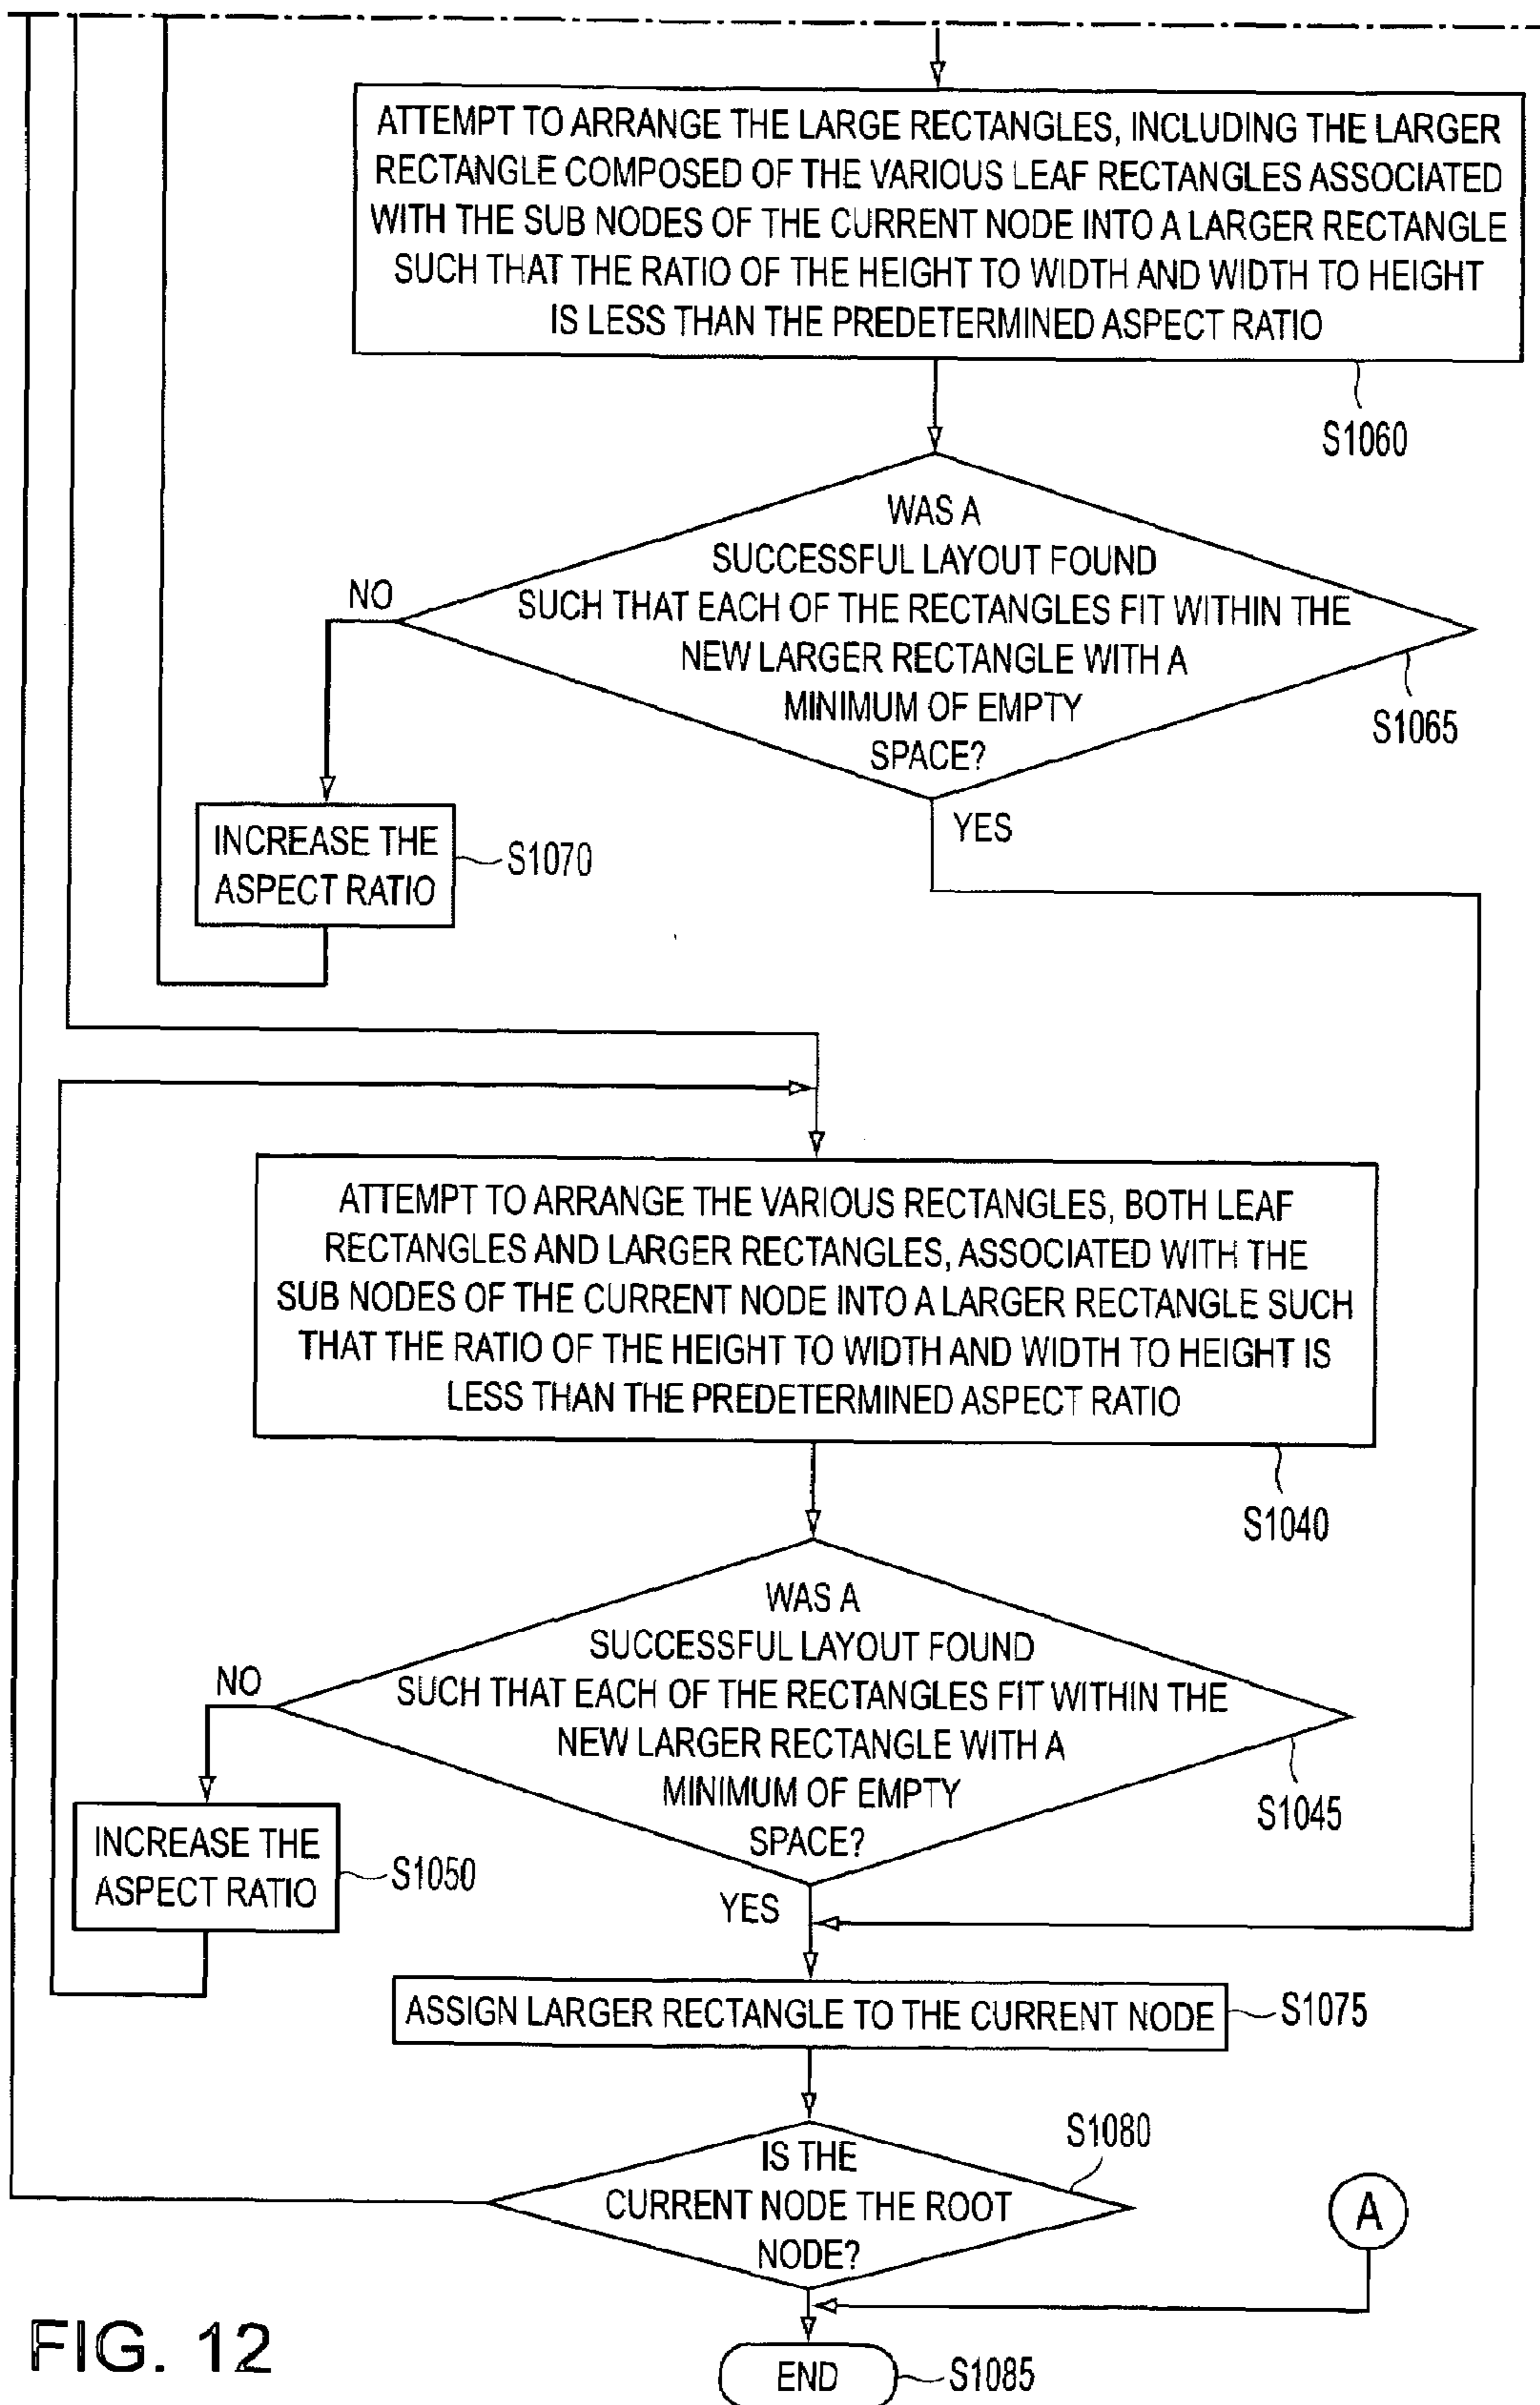 ATTEMPT TO ARRANGE THE LARGE RECTANGLES, INCLUDING THE LARGER
RECTANGLE COMPOSED OF THE VARIOUS LEAF RECTANGLES ASSOCIATED
WITH THE SUB NODES OF THE CURRENT NODE INTO A LARGER RECTANGLE
SUCH THAT THE RATIO OF THE HEIGHT TO WIDTH AND WIDTH TO HEIGHT
IS LESS THAN THE PREDETERMINED ASPECT RATIO
S1060
WAS A
SUCCESSFUL LAYOUT FOUND
SUCH THAT EACH OF THE RECTANGLES FIT WITHIN THE
NEW LARGER RECTANGLE WITH A
MINIMUM OF EMPTY
SPACE?
S1065
NO
YES
INCREASE THE
ASPECT RATIO
S1070
ATTEMPT TO ARRANGE THE VARIOUS RECTANGLES, BOTH LEAF
RECTANGLES AND LARGER RECTANGLES, ASSOCIATED WITH THE
SUB NODES OF THE CURRENT NODE INTO A LARGER RECTANGLE SUCH
THAT THE RATIO OF THE HEIGHT TO WIDTH AND WIDTH TO HEIGHT IS
LESS THAN THE PREDETERMINED ASPECT RATIO
S1040
WAS A
SUCCESSFUL LAYOUT FOUND
SUCH THAT EACH OF THE RECTANGLES FIT WITHIN THE
NEW LARGER RECTANGLE WITH A
MINIMUM OF EMPTY
SPACE?
S1045
NO
INCREASE THE
ASPECT RATIO
S1050
YES
ASSIGN LARGER RECTANGLE TO THE CURRENT NODE
S1075
IS THE
CURRENT NODE THE ROOT
NODE?
S1080
A
END
S1085
FIG. 12